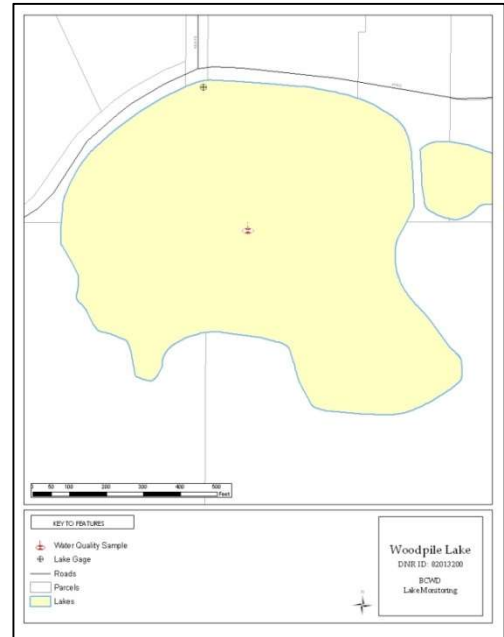 0 50 100 200 300 400 500
Feet
KEY TO FEATURES
Water Quality Sample
Lake Gage
Roads
Parcels
Lakes
Woodpile Lake
DNR ID: 82013200
BCWD
Lake Monitoring